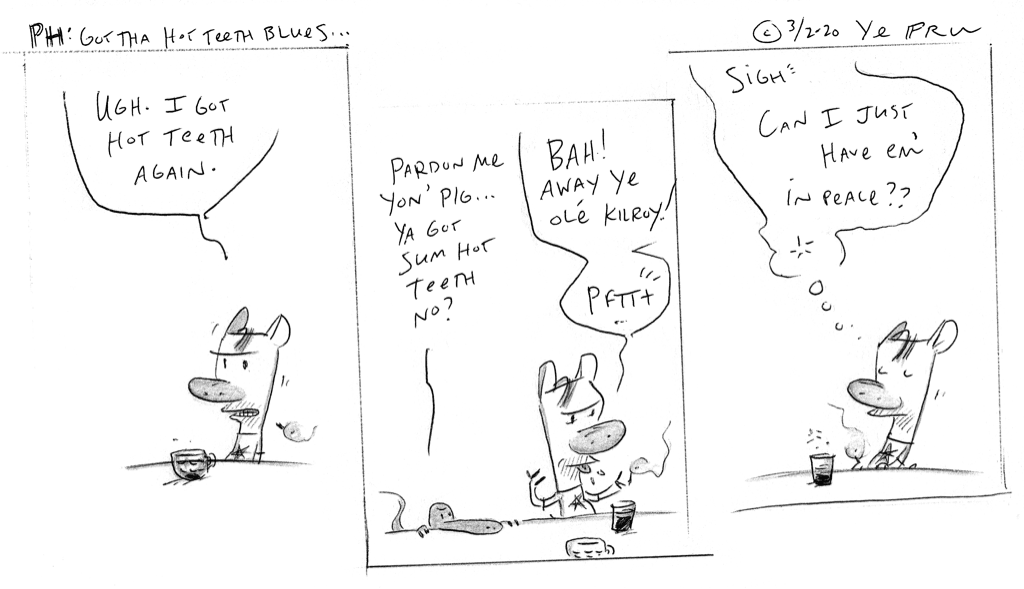 PH: GOT THA HOT TEETH BLUES...
© 3/2-20 Ye PRW
UGH. I GOT
HOT TEETH
AGAIN.
PARDON Me
YON' PIG...
YA GOT
SUM HOT
TEETH
NO?
BAH!
AWAY Ye
OLÉ KILROY!
PFTT+
...
SIGH
CAN I JUST
HAVE em'
in PEACE??